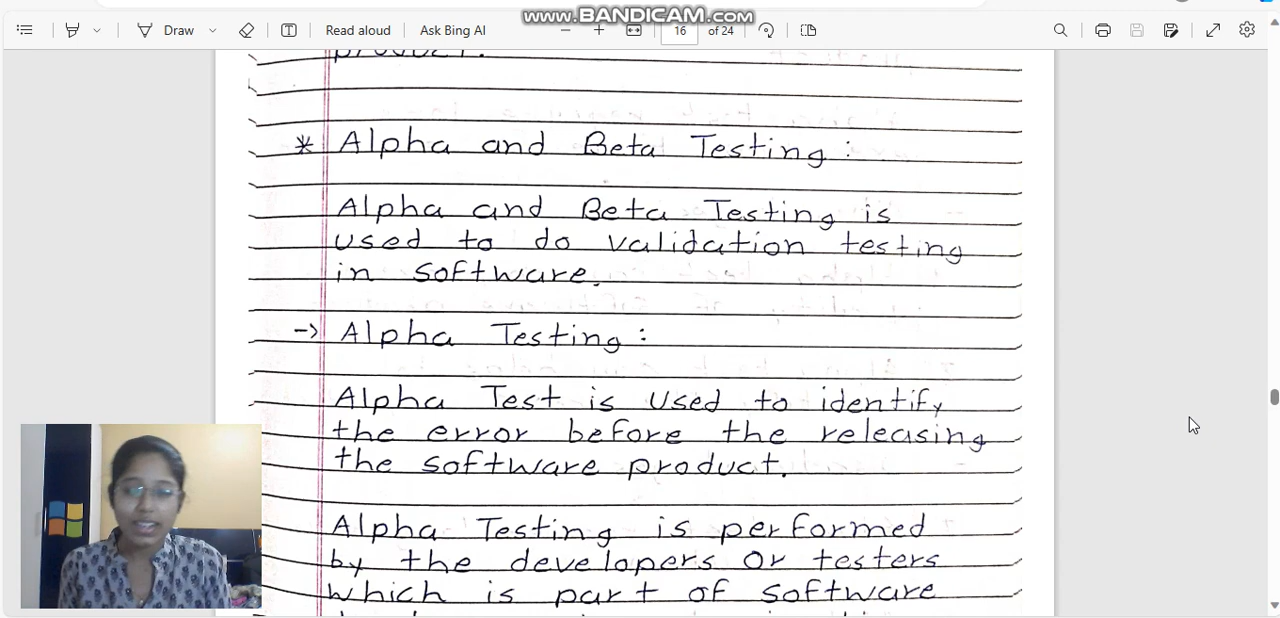 www.BANDICAM.com
Draw Read aloud Ask Bing AI 16 of 24
product.
* Alpha and Beta Testing :
Alpha and Beta Testing is
used to do validation testing
in software.
-> Alpha Testing :
Alpha Test is used to identify
the error before the releasing
the software product.
Alpha Testing is performed
by the developers or testers
which is part of software